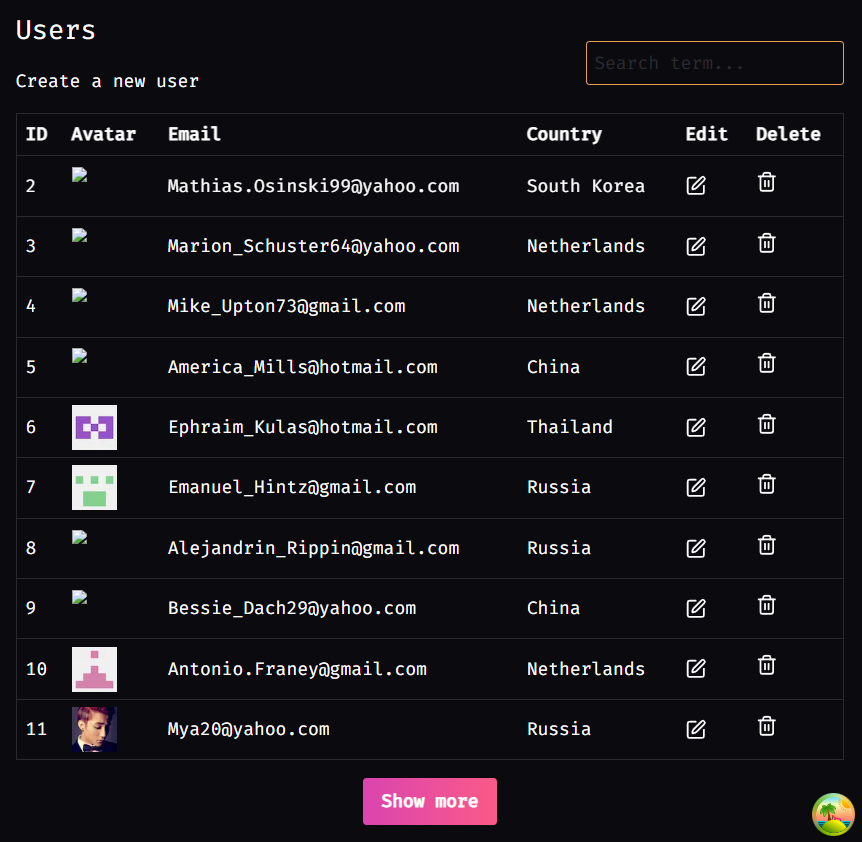 Users
Search term...
Create a new user
ID Avatar Email Country Edit Delete
2 Mathias.Osinski99@yahoo.com South Korea
3 Marion_Schuster64@yahoo.com Netherlands
4 Mike_Upton73@gmail.com Netherlands
5 America_Mills@hotmail.com China
6 Ephraim_Kulas@hotmail.com Thailand
7 Emanuel_Hintz@gmail.com Russia
8 Alejandrin_Rippin@gmail.com Russia
9 Bessie_Dach29@yahoo.com China
10 Antonio.Franey@gmail.com Netherlands
11 Mya20@yahoo.com Russia
Show more